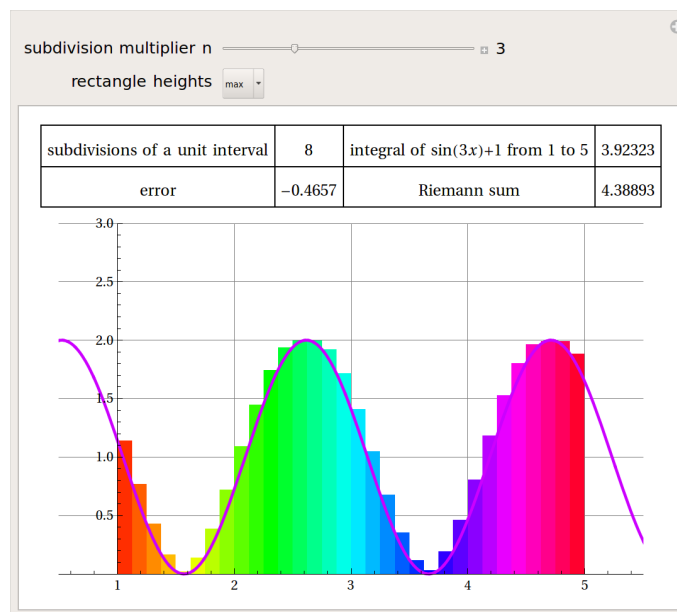 subdivision multiplier n 3
rectangle heights max
subdivisions of a unit interval 8 integral of sin(3x)+1 from 1 to 5 3.92323
error −0.4657 Riemann sum 4.38893
3.0
2.5
2.0
1.5
1.0
0.5
1 2 3 4 5